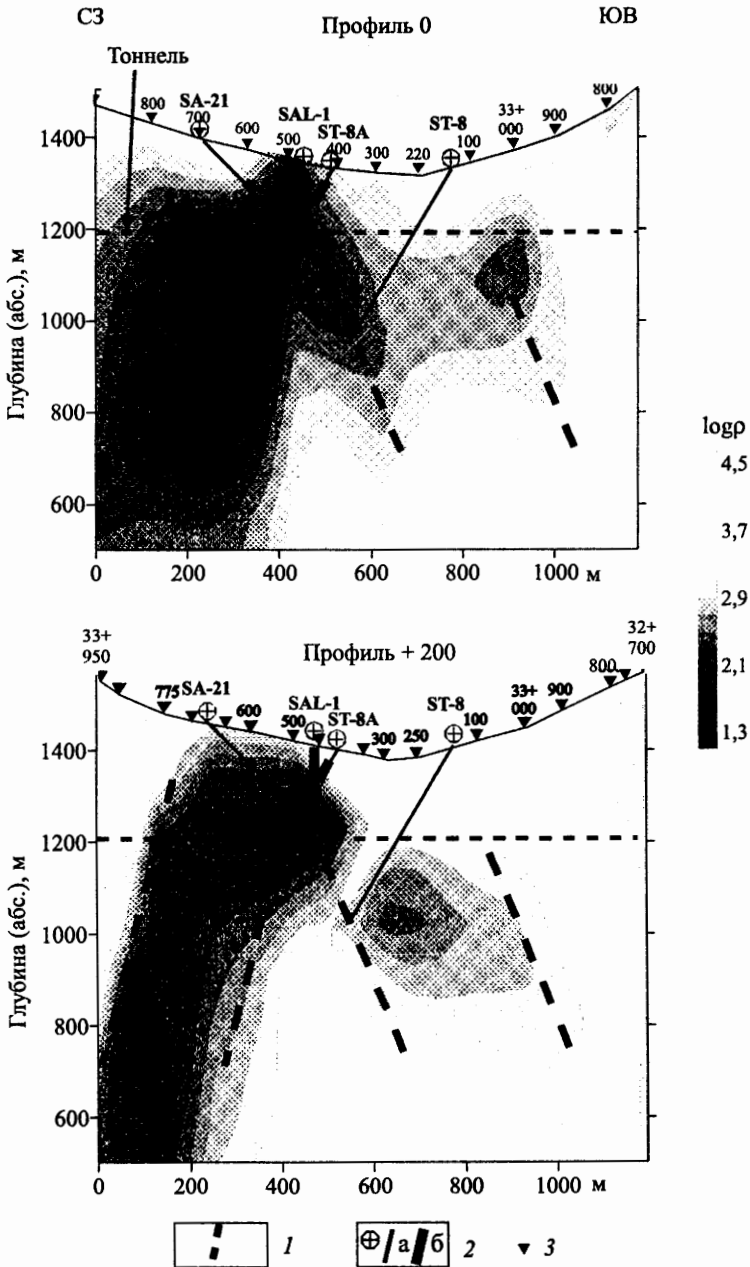 СЗ Профиль 0 ЮВ
Тоннель
800 SA-21 700 600 SAL-1 500 ST-8A 400 300 220 ST-8 100 33+ 000 900 800
1400
1200
1000
800
600
Глубина (абс.), м
0 200 400 600 800 1000 м
logρ
4,5
3,7
2,9
2,1
1,3
33+ 950 Профиль + 200 32+ 700
775 SA-21 600 SAL-1 500 ST-8A 300 250 ST-8 100 33+ 000 900 800
1400
1200
1000
800
600
Глубина (абс.), м
0 200 400 600 800 1000 м
1 а б 2 3